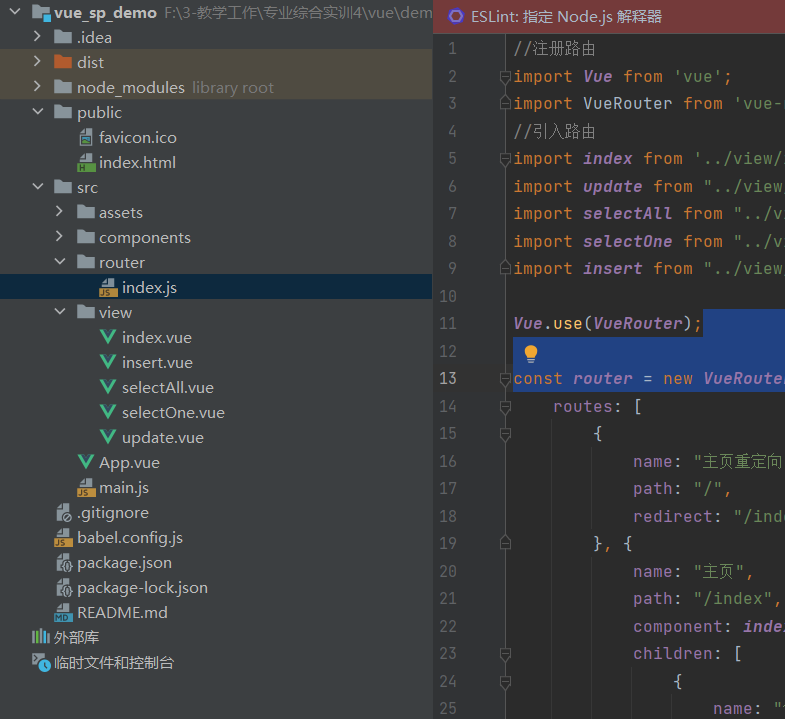 vue_sp_demo F:\3-教学工作\专业综合实训4\vue\dem
.idea
dist
node_modules library root
public
favicon.ico
index.html
src
assets
components
router
index.js
view
index.vue
insert.vue
selectAll.vue
selectOne.vue
update.vue
App.vue
main.js
.gitignore
babel.config.js
package.json
package-lock.json
README.md
外部库
临时文件和控制台
ESLint: 指定 Node.js 解释器
1 //注册路由
2 import Vue from 'vue';
3 import VueRouter from 'vue-
4 //引入路由
5 import index from '../view/
6 import update from "../view
7 import selectAll from "../v
8 import selectOne from "../v
9 import insert from "../view
10
11 Vue.use(VueRouter);
12
13 const router = new VueRoute
14 routes: [
15 {
16 name: "主页重定向
17 path: "/",
18 redirect: "/ind
19 }, {
20 name: "主页",
21 path: "/index",
22 component: inde
23 children: [
24 {
25 name: "